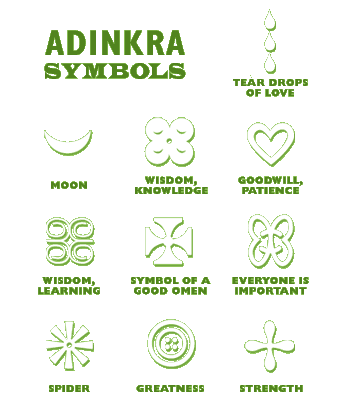 ADINKRA
SYMBOLS
TEAR DROPS
OF LOVE
MOON
WISDOM,
KNOWLEDGE
GOODWILL,
PATIENCE
WISDOM,
LEARNING
SYMBOL OF A
GOOD OMEN
EVERYONE IS
IMPORTANT
SPIDER
GREATNESS
STRENGTH